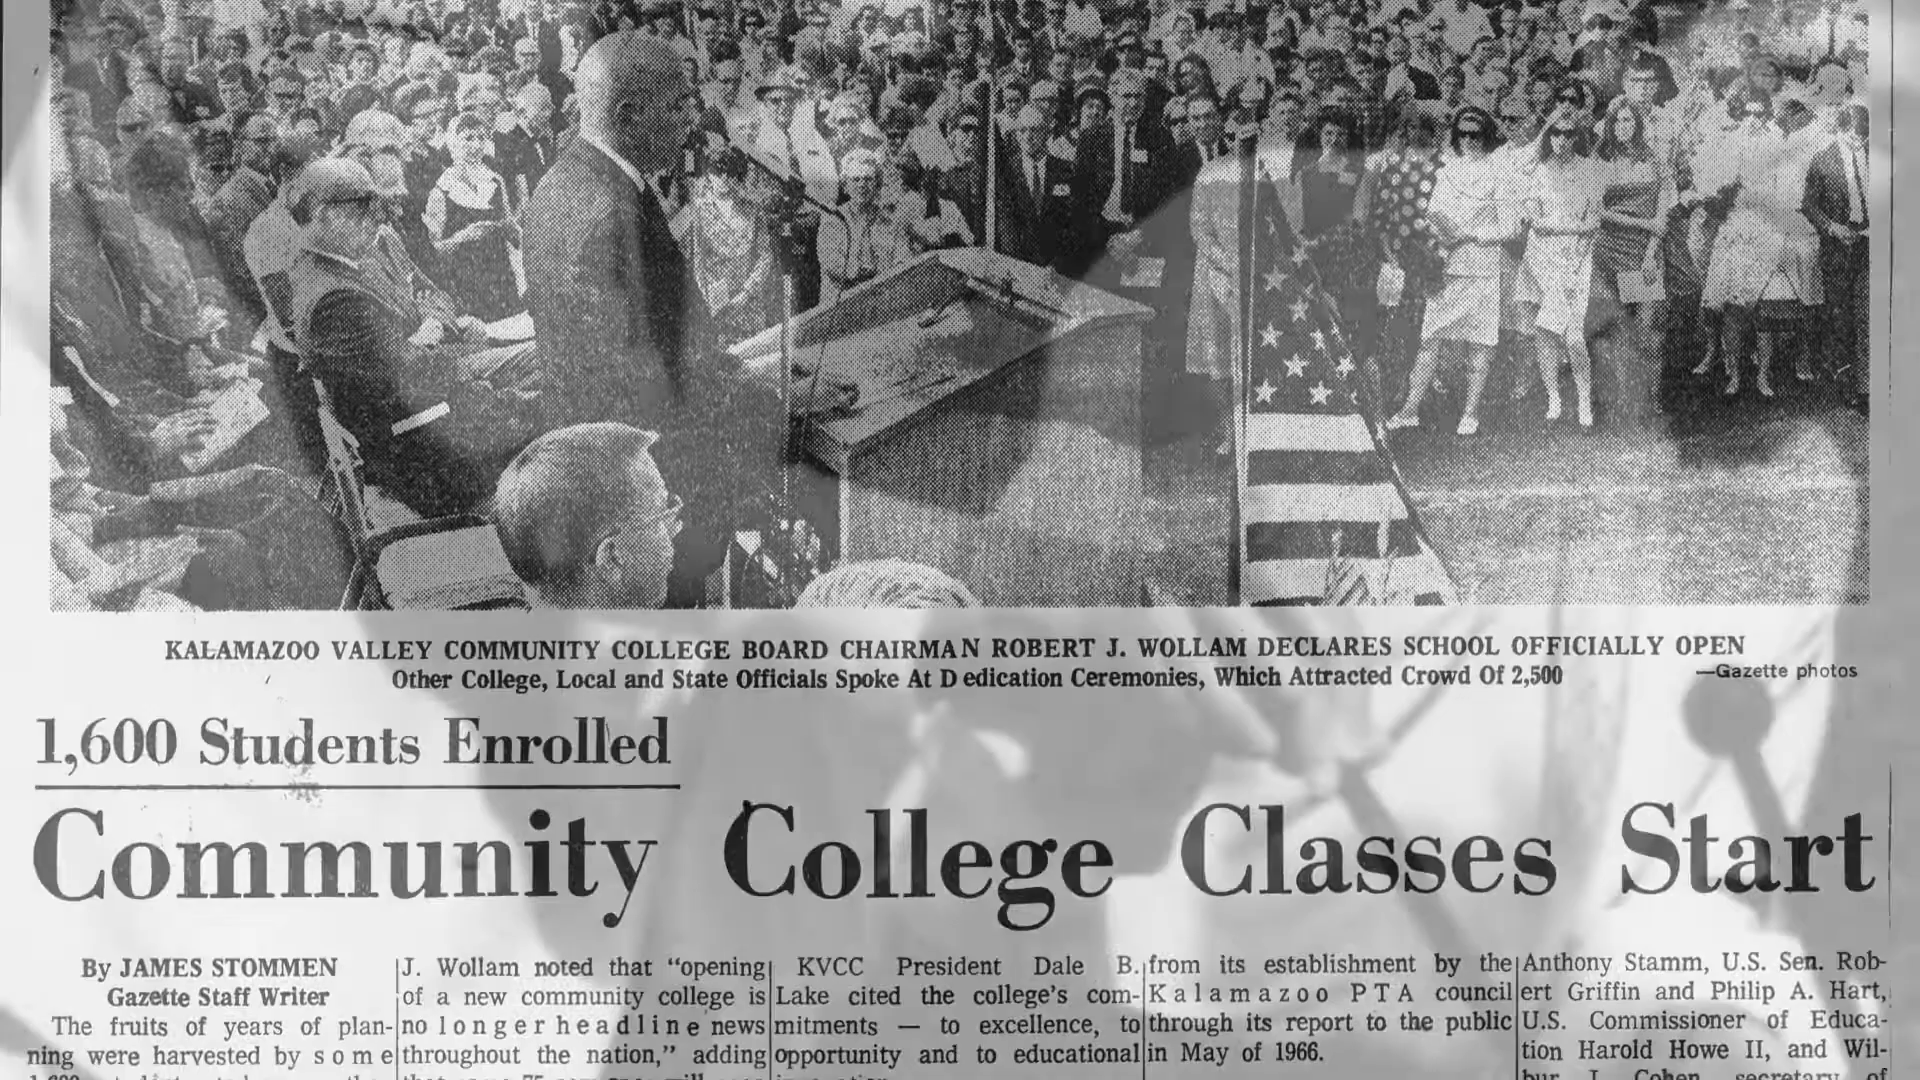 KALAMAZOO VALLEY COMMUNITY COLLEGE BOARD CHAIRMAN ROBERT J. WOLLAM DECLARES SCHOOL OFFICIALLY OPEN
Other College, Local and State Officials Spoke At Dedication Ceremonies, Which Attracted Crowd Of 2,500
—Gazette photos
1,600 Students Enrolled
Community College Classes Start
By JAMES STOMMEN
Gazette Staff Writer
The fruits of years of plan-
ning were harvested by some
J. Wollam noted that “opening
of a new community college is
no longer headline news
throughout the nation,” adding
KVCC President Dale B.
Lake cited the college's com-
mitments — to excellence, to
opportunity and to educational
from its establishment by the
Kalamazoo PTA council
through its report to the public
in May of 1966.
Anthony Stamm, U.S. Sen. Rob-
ert Griffin and Philip A. Hart,
U.S. Commissioner of Educa-
tion Harold Howe II, and Wil-
bur J. Cohen, secretary of